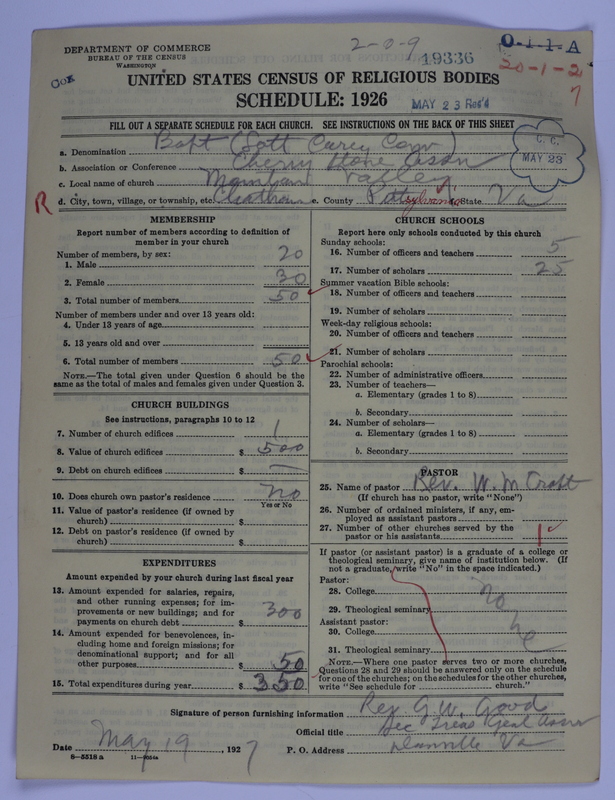 DEPARTMENT OF COMMERCE
BUREAU OF THE CENSUS
WASHINGTON
2-0-9
19336
0-1-1-A
20-1-2
7
UNITED STATES CENSUS OF RELIGIOUS BODIES
SCHEDULE: 1926
MAY 23 Rec'd
FILL OUT A SEPARATE SCHEDULE FOR EACH CHURCH. SEE INSTRUCTIONS ON THE BACK OF THIS SHEET
C. C.
MAY 23
a. Denomination Bapt (Lott Carey Conv)
b. Association or Conference Cherry Stone Assn
c. Local name of church Mountain Valley
R d. City, town, village, or township, etc. e. County Pittsylvania f. State Va
MEMBERSHIP
Report number of members according to definition of member in your church
Number of members, by sex:
1. Male 20
2. Female 30
3. Total number of members 50
Number of members under and over 13 years old:
4. Under 13 years of age
5. 13 years old and over
6. Total number of members 50
NOTE.—The total given under Question 6 should be
same as the total of males and females given under Question 3.
CHURCH BUILDINGS
See instructions, paragraphs 10 to 12
7. Number of church edifices 1
8. Value of church edifices $ 500
9. Debt on church edifices $ —
10. Does church own pastor's residence no
Yes or No
11. Value of pastor's residence (if owned by
church) $
12. Debt on pastor's residence (if owned by
church) $
EXPENDITURES
Amount expended by your church during last fiscal year
13. Amount expended for salaries, repairs,
and other running expenses; for im-
provements or new buildings; and for
payments on church debt $ 300
14. Amount expended for benevolences, in-
cluding home and foreign missions; for
denominational support; and for all
other purposes $ 50
15. Total expenditures during year $ 350
CHURCH SCHOOLS
Report here only schools conducted by this church
Sunday schools:
16. Number of officers and teachers 5
17. Number of scholars 25
Summer vacation Bible schools:
18. Number of officers and teachers
19. Number of scholars
Week-day religious schools:
20. Number of officers and teachers
21. Number of scholars
Parochial schools:
22. Number of administrative officers
23. Number of teachers—
a. Elementary (grades 1 to 8)
b. Secondary
24. Number of scholars—
a. Elementary (grades 1 to 8)
b. Secondary
PASTOR
25. Name of pastor Rev. W. M. Craft
(If church has no pastor, write "None")
26. Number of ordained ministers, if any, em-
ployed as assistant pastors
27. Number of other churches served by the
pastor or his assistants 1
If pastor (or assistant pastor) is a graduate of a college or
theological seminary, give name of institution below. (If
not a graduate, write "No" in the space indicated.)
Pastor:
28. College no
29. Theological seminary
Assistant pastor:
30. College
31. Theological seminary
NOTE.—Where one pastor serves two or more churches,
Questions 28 and 29 should be answered only on the schedule
for one of the churches; on the schedules for the other churches,
write "See schedule for church."
Signature of person furnishing information Rev G. W. Good
Official title Sec Treas Genl Assn
Date May 19, 1927 P. O. Address Danville Va
8-5518 a